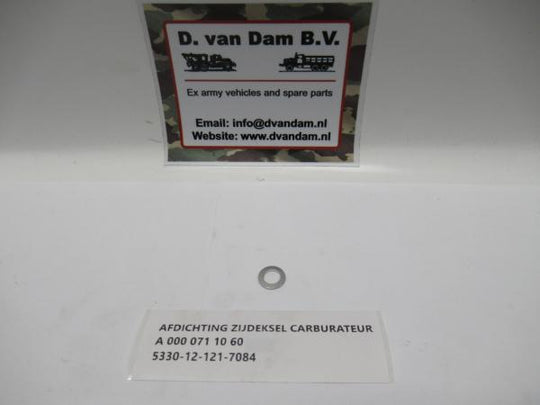 D. van Dam B.V.
Ex army vehicles and spare parts
Email: info@dvandam.nl
Website: www.dvandam.nl
AFDICHTING ZIJDEKSEL CARBURATEUR
A 000 071 10 60
5330-12-121-7084